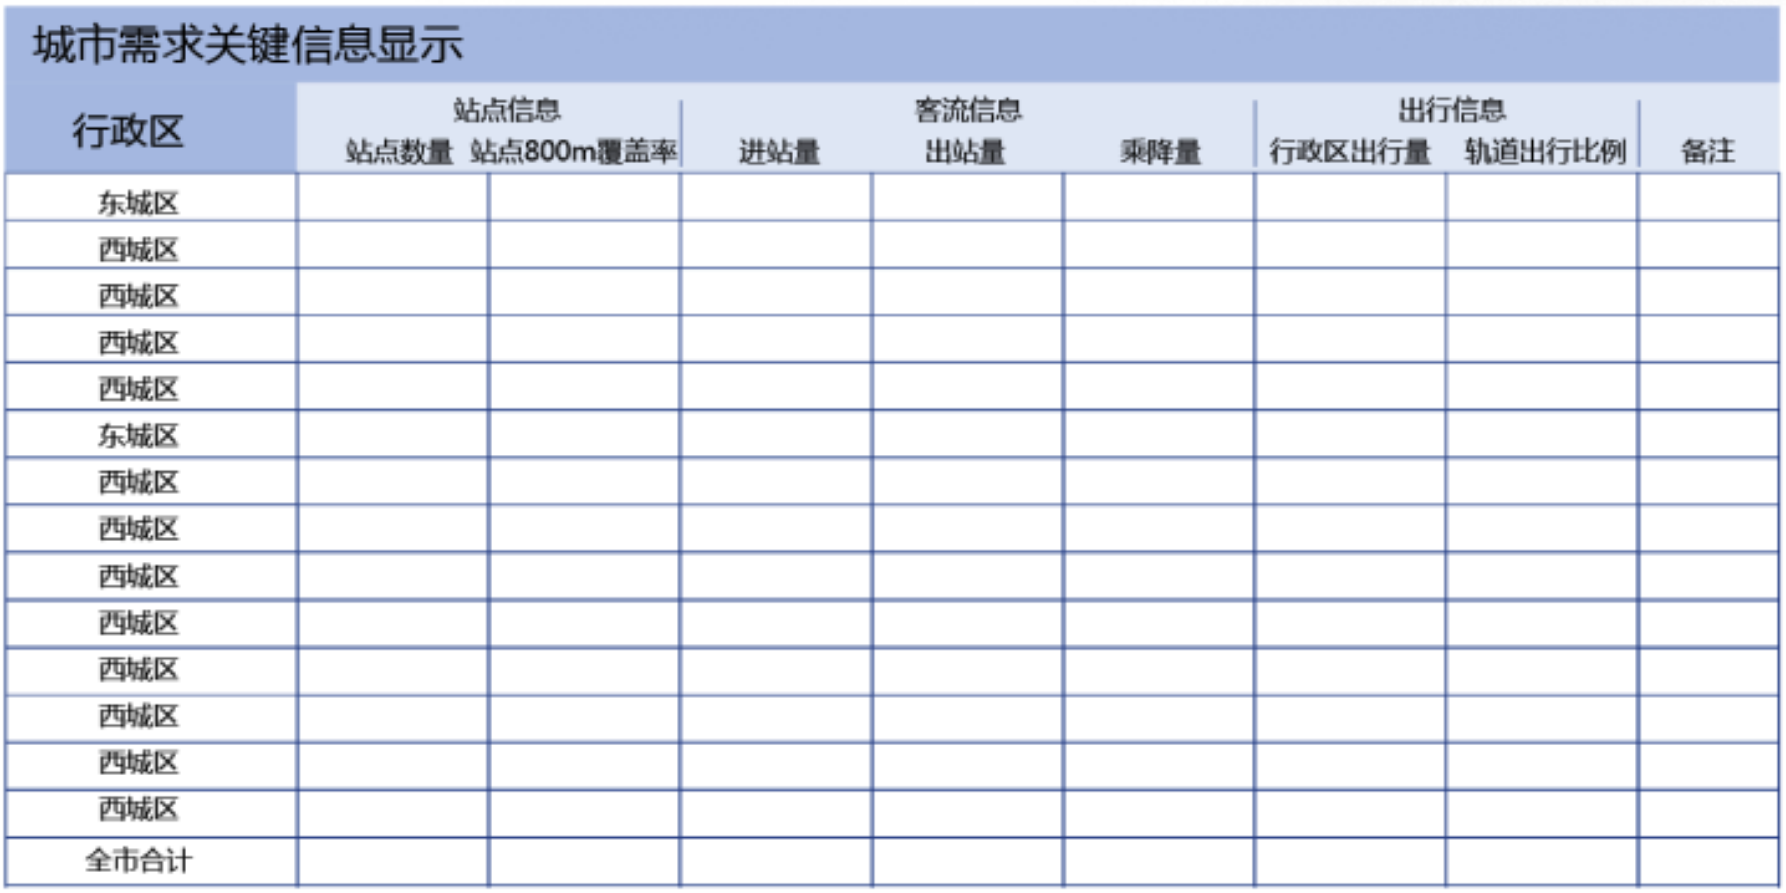 城市需求关键信息显示
行政区
站点信息 客流信息 出行信息
站点数量 站点800m覆盖率 进站量 出站量 乘降量 行政区出行量 轨道出行比例 备注
东城区
西城区
西城区
西城区
西城区
东城区
西城区
西城区
西城区
西城区
西城区
西城区
西城区
西城区
全市合计